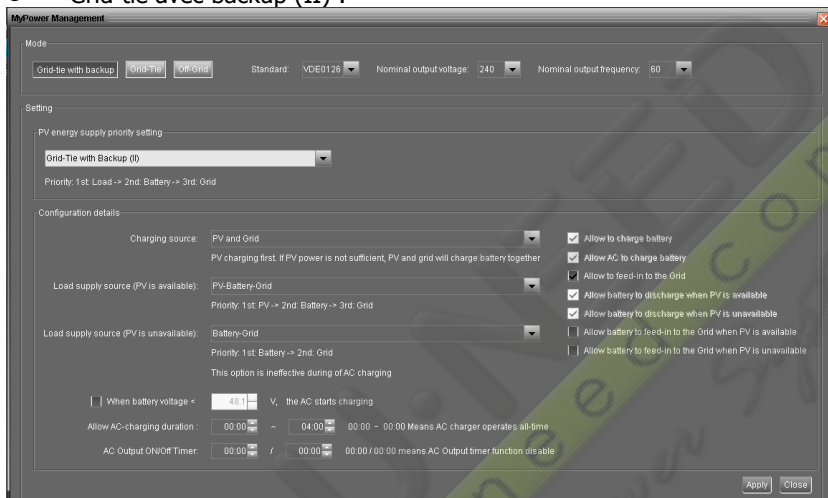 Grid-tie avec backup (II) :
MyPower Management
Mode
Grid-tie with backup Grid-Tie Off-Grid Standard: VDE0126 Nominal output voltage: 240 Nominal output frequency: 60
Setting
PV energy supply priority setting
Grid-Tie with Backup (II)
Priority: 1st: Load -> 2nd: Battery -> 3rd: Grid
Configuration details
Charging source: PV and Grid
PV charging first. If PV power is not sufficient, PV and grid will charge battery together
Load supply source (PV is available): PV-Battery-Grid
Priority: 1st: PV -> 2nd: Battery -> 3rd: Grid
Load supply source (PV is unavailable): Battery-Grid
Priority: 1st: Battery -> 2nd: Grid
This option is ineffective during of AC charging
Allow to charge battery
Allow AC to charge battery
Allow to feed-in to the Grid
Allow battery to discharge when PV is available
Allow battery to discharge when PV is unavailable
Allow battery to feed-in to the Grid when PV is available
Allow battery to feed-in to the Grid when PV is unavailable
When battery voltage < 48.1 V, the AC starts charging
Allow AC-charging duration : 00:00 ~ 04:00 00:00 ~ 00:00 Means AC charger operates all-time
AC Output ON/Off Timer: 00:00 / 00:00 00:00 / 00:00 means AC Output timer function disable
Apply Close